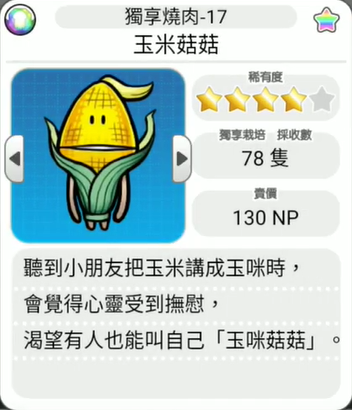 獨享燒肉-17
玉米菇菇
稀有度
獨享栽培 採收數
78 隻
賣價
130 NP
聽到小朋友把玉米講成玉咪時，
會覺得心靈受到撫慰，
渴望有人也能叫自己「玉咪菇菇」。